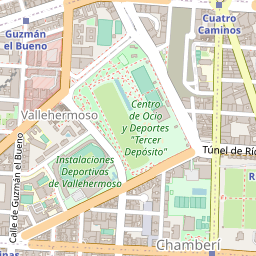 Guzmán
el Bueno
Cuatro
Caminos
Vallehermoso
Centro
de Ocio
y Deportes
"Tercer
Depósito"
Túnel de Rí
Instalaciones
Deportivas
de Vallehermoso
Calle de Guzmán el Bueno
R
Chamberí